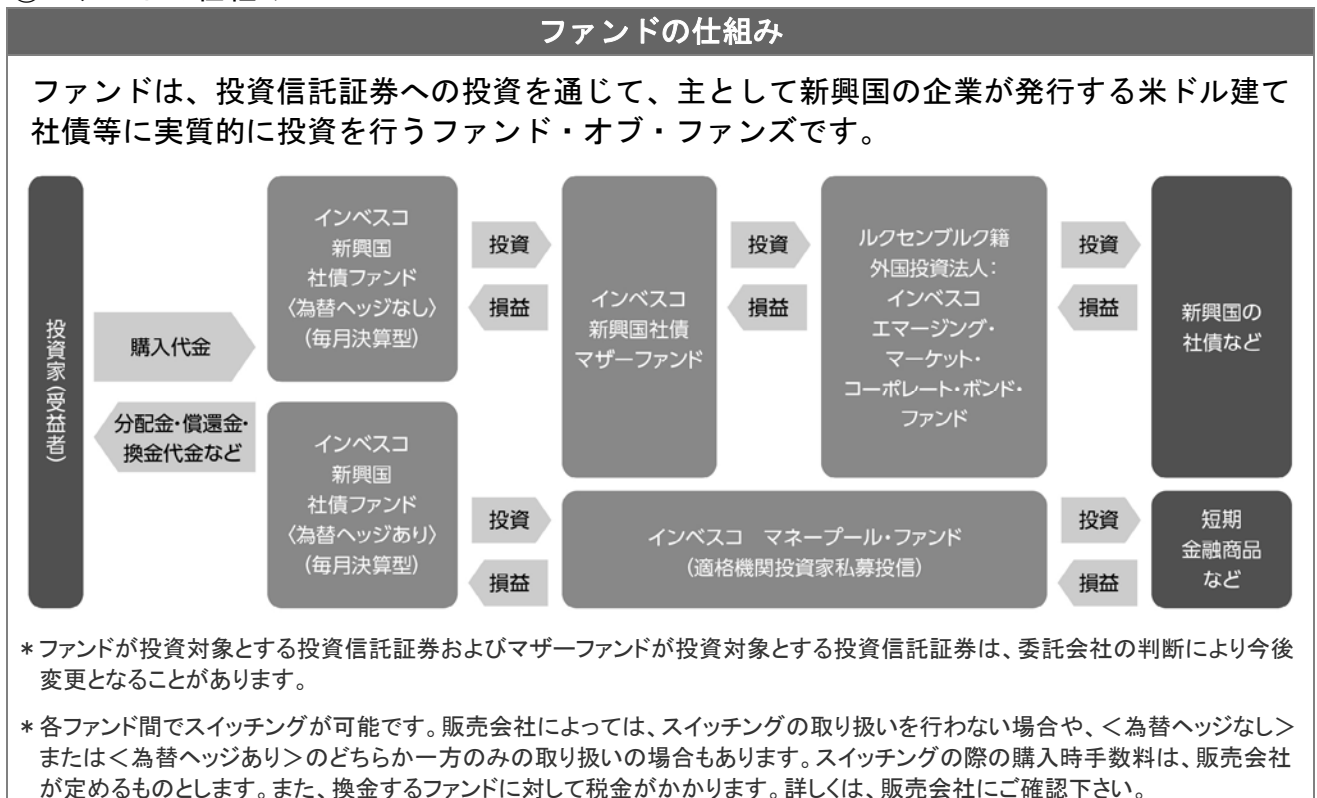 ファンドの仕組み
ファンドは、投資信託証券への投資を通じて、主として新興国の企業が発行する米ドル建て
社債等に実質的に投資を行うファンド・オブ・ファンズです。
投資家(受益者)
購入代金
分配金・償還金・
換金代金など
インベスコ
新興国
社債ファンド
〈為替ヘッジなし〉
(毎月決算型)
インベスコ
新興国
社債ファンド
〈為替ヘッジあり〉
(毎月決算型)
投資
損益
インベスコ
新興国社債
マザーファンド
投資
損益
ルクセンブルク籍
外国投資法人:
インベスコ
エマージング・
マーケット・
コーポレート・ボンド・
ファンド
投資
損益
新興国の
社債など
投資
損益
インベスコ マネープール・ファンド
(適格機関投資家私募投信)
投資
損益
短期
金融商品
など
*ファンドが投資対象とする投資信託証券およびマザーファンドが投資対象とする投資信託証券は、委託会社の判断により今後
変更となることがあります。
*各ファンド間でスイッチングが可能です。販売会社によっては、スイッチングの取り扱いを行わない場合や、<為替ヘッジなし>
または<為替ヘッジあり>のどちらか一方のみの取り扱いの場合もあります。スイッチングの際の購入時手数料は、販売会社
が定めるものとします。また、換金するファンドに対して税金がかかります。詳しくは、販売会社にご確認下さい。